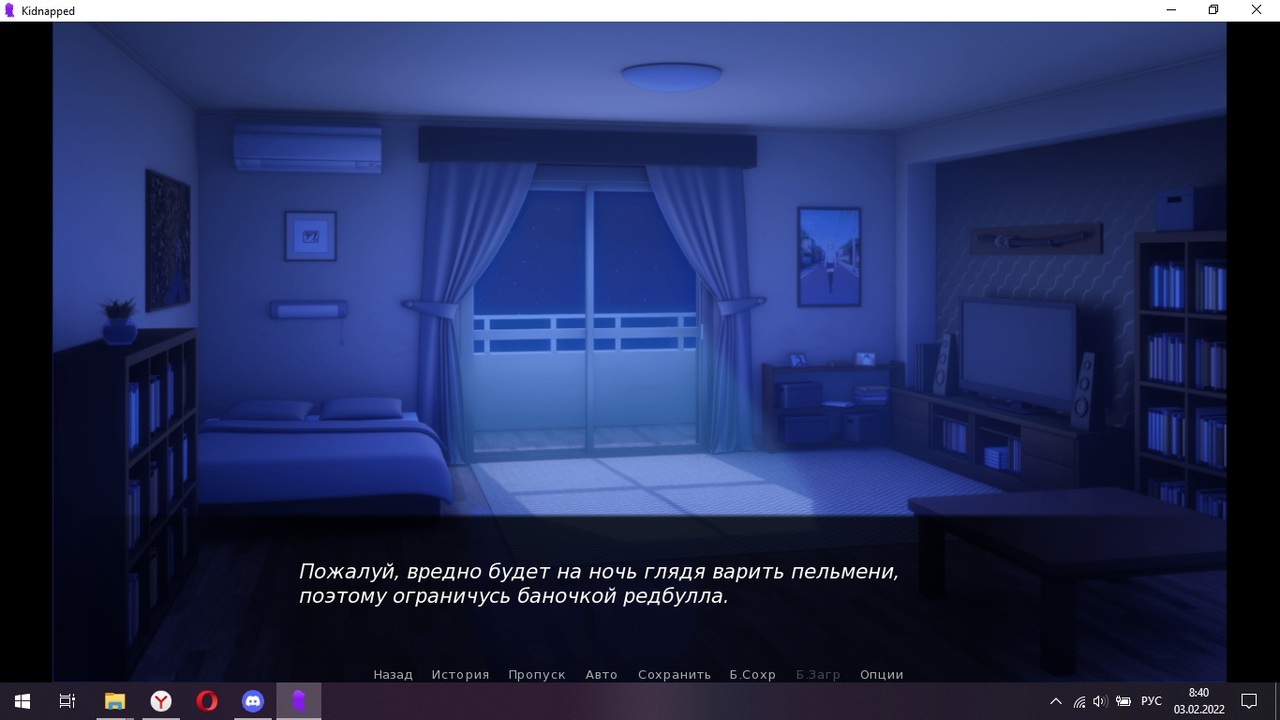 Kidnapped
Пожалуй, вредно будет на ночь глядя варить пельмени,
поэтому ограничусь баночкой редбулла.
Назад История Пропуск Авто Сохранить Б.Сохр Б.Загр Опции
РУС
8:40
03.02.2022